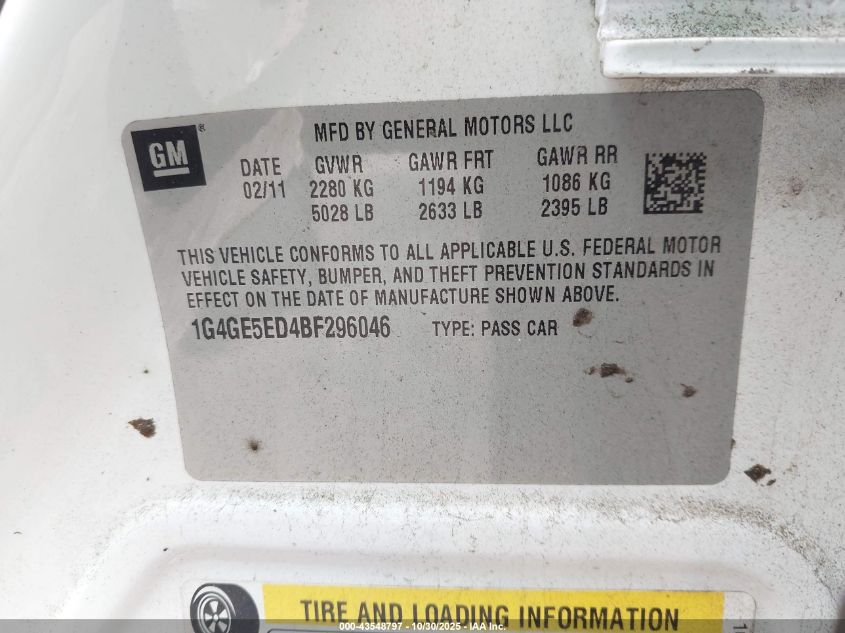 GM ®
MFD BY GENERAL MOTORS LLC
DATE GVWR GAWR FRT GAWR RR
02/11 2280 KG 1194 KG 1086 KG
5028 LB 2633 LB 2395 LB
THIS VEHICLE CONFORMS TO ALL APPLICABLE U.S. FEDERAL MOTOR
VEHICLE SAFETY, BUMPER, AND THEFT PREVENTION STANDARDS IN
EFFECT ON THE DATE OF MANUFACTURE SHOWN ABOVE.
1G4GE5ED4BF296046 TYPE: PASS CAR
TIRE AND LOADING INFORMATION
000-43548797 - 10/30/2025 - IAA Inc.